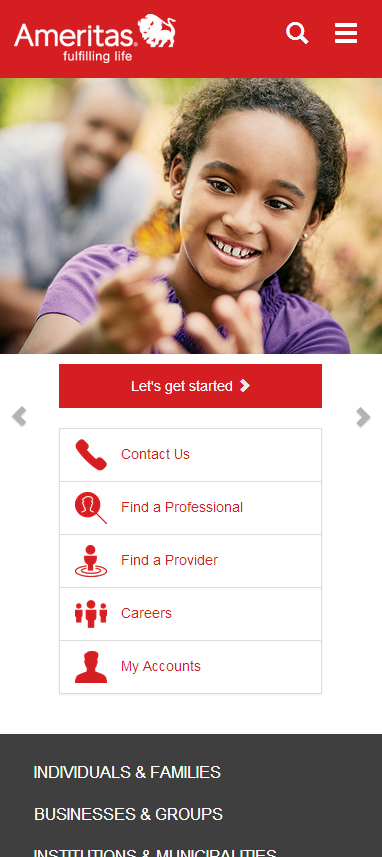 Ameritas
fulfilling life
Let's get started
Contact Us
Find a Professional
Find a Provider
Careers
My Accounts
INDIVIDUALS & FAMILIES
BUSINESSES & GROUPS
INSTITUTIONS & MUNICIPALITIES